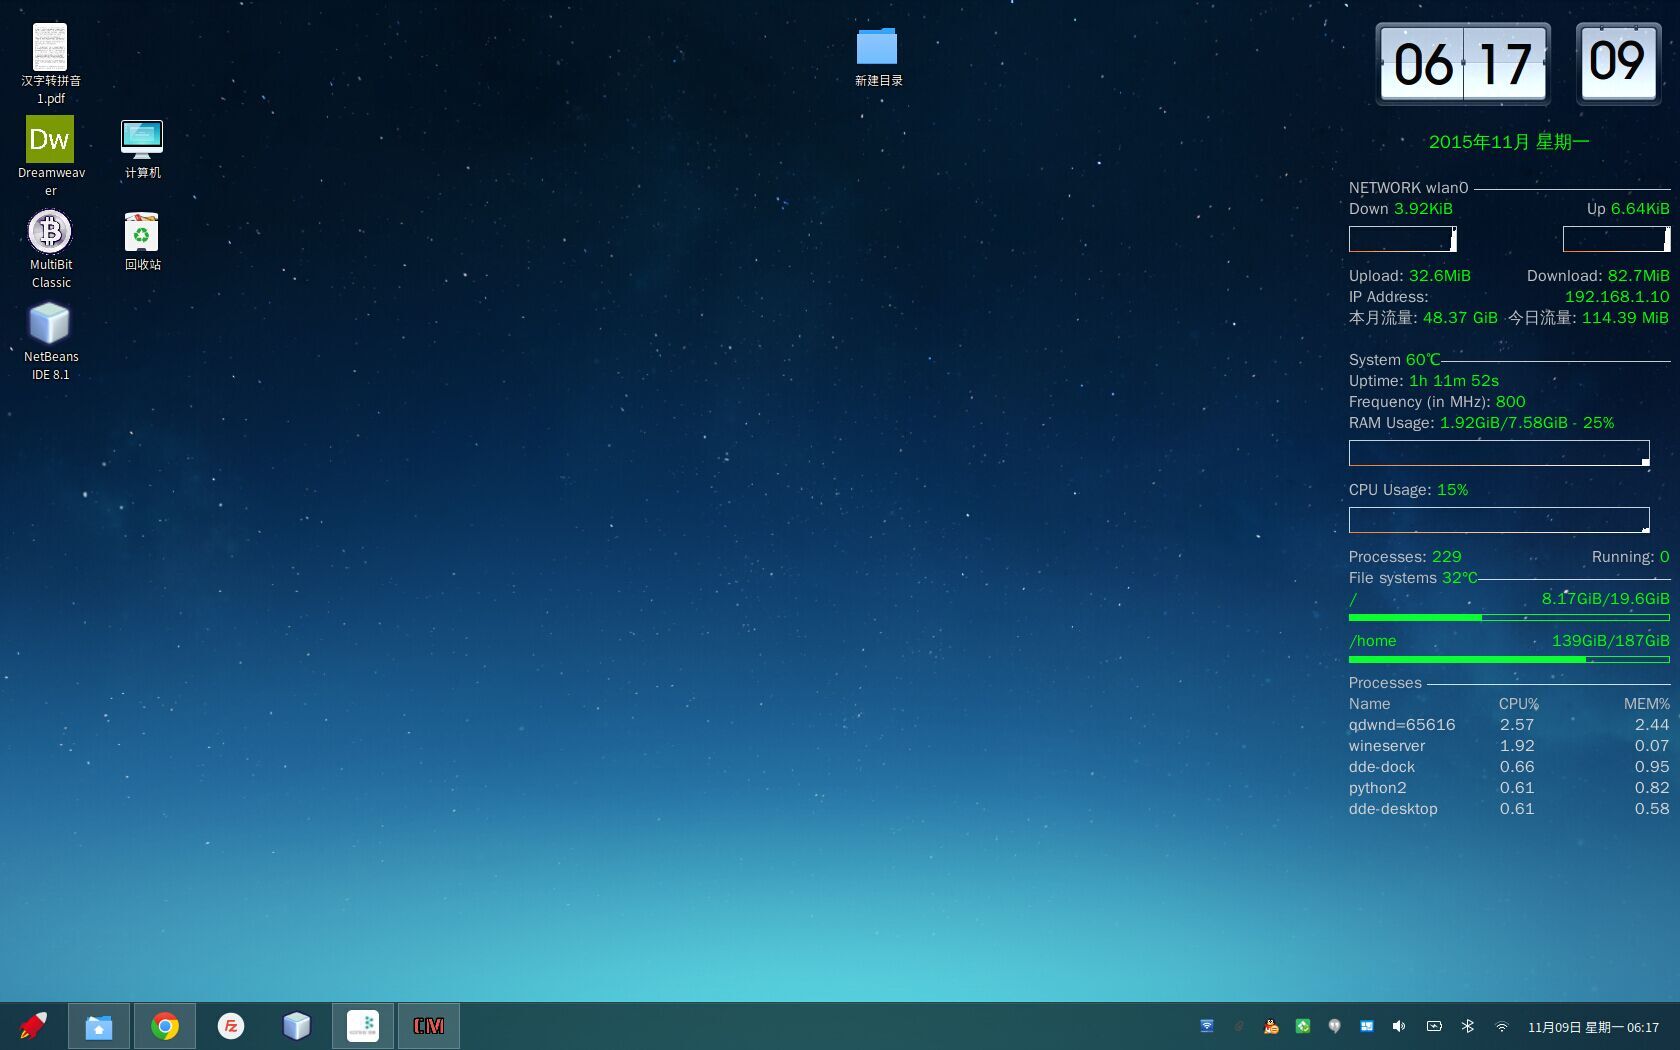 汉字转拼音
1.pdf
Dw
Dreamweav
er
计算机
MultiBit
Classic
回收站
NetBeans
IDE 8.1
新建目录
06 17 09
2015年11月 星期一
NETWORK wlan0
Down 3.92KiB Up 6.64KiB
Upload: 32.6MiB Download: 82.7MiB
IP Address: 192.168.1.10
本月流量: 48.37 GiB 今日流量: 114.39 MiB
System 60℃
Uptime: 1h 11m 52s
Frequency (in MHz): 800
RAM Usage: 1.92GiB/7.58GiB - 25%
CPU Usage: 15%
Processes: 229 Running: 0
File systems 32°C
/ 8.17GiB/19.6GiB
/home 139GiB/187GiB
Processes
Name CPU% MEM%
qdwnd=65616 2.57 2.44
wineserver 1.92 0.07
dde-dock 0.66 0.95
python2 0.61 0.82
dde-desktop 0.61 0.58
Fz
CM
11月09日 星期一 06:17